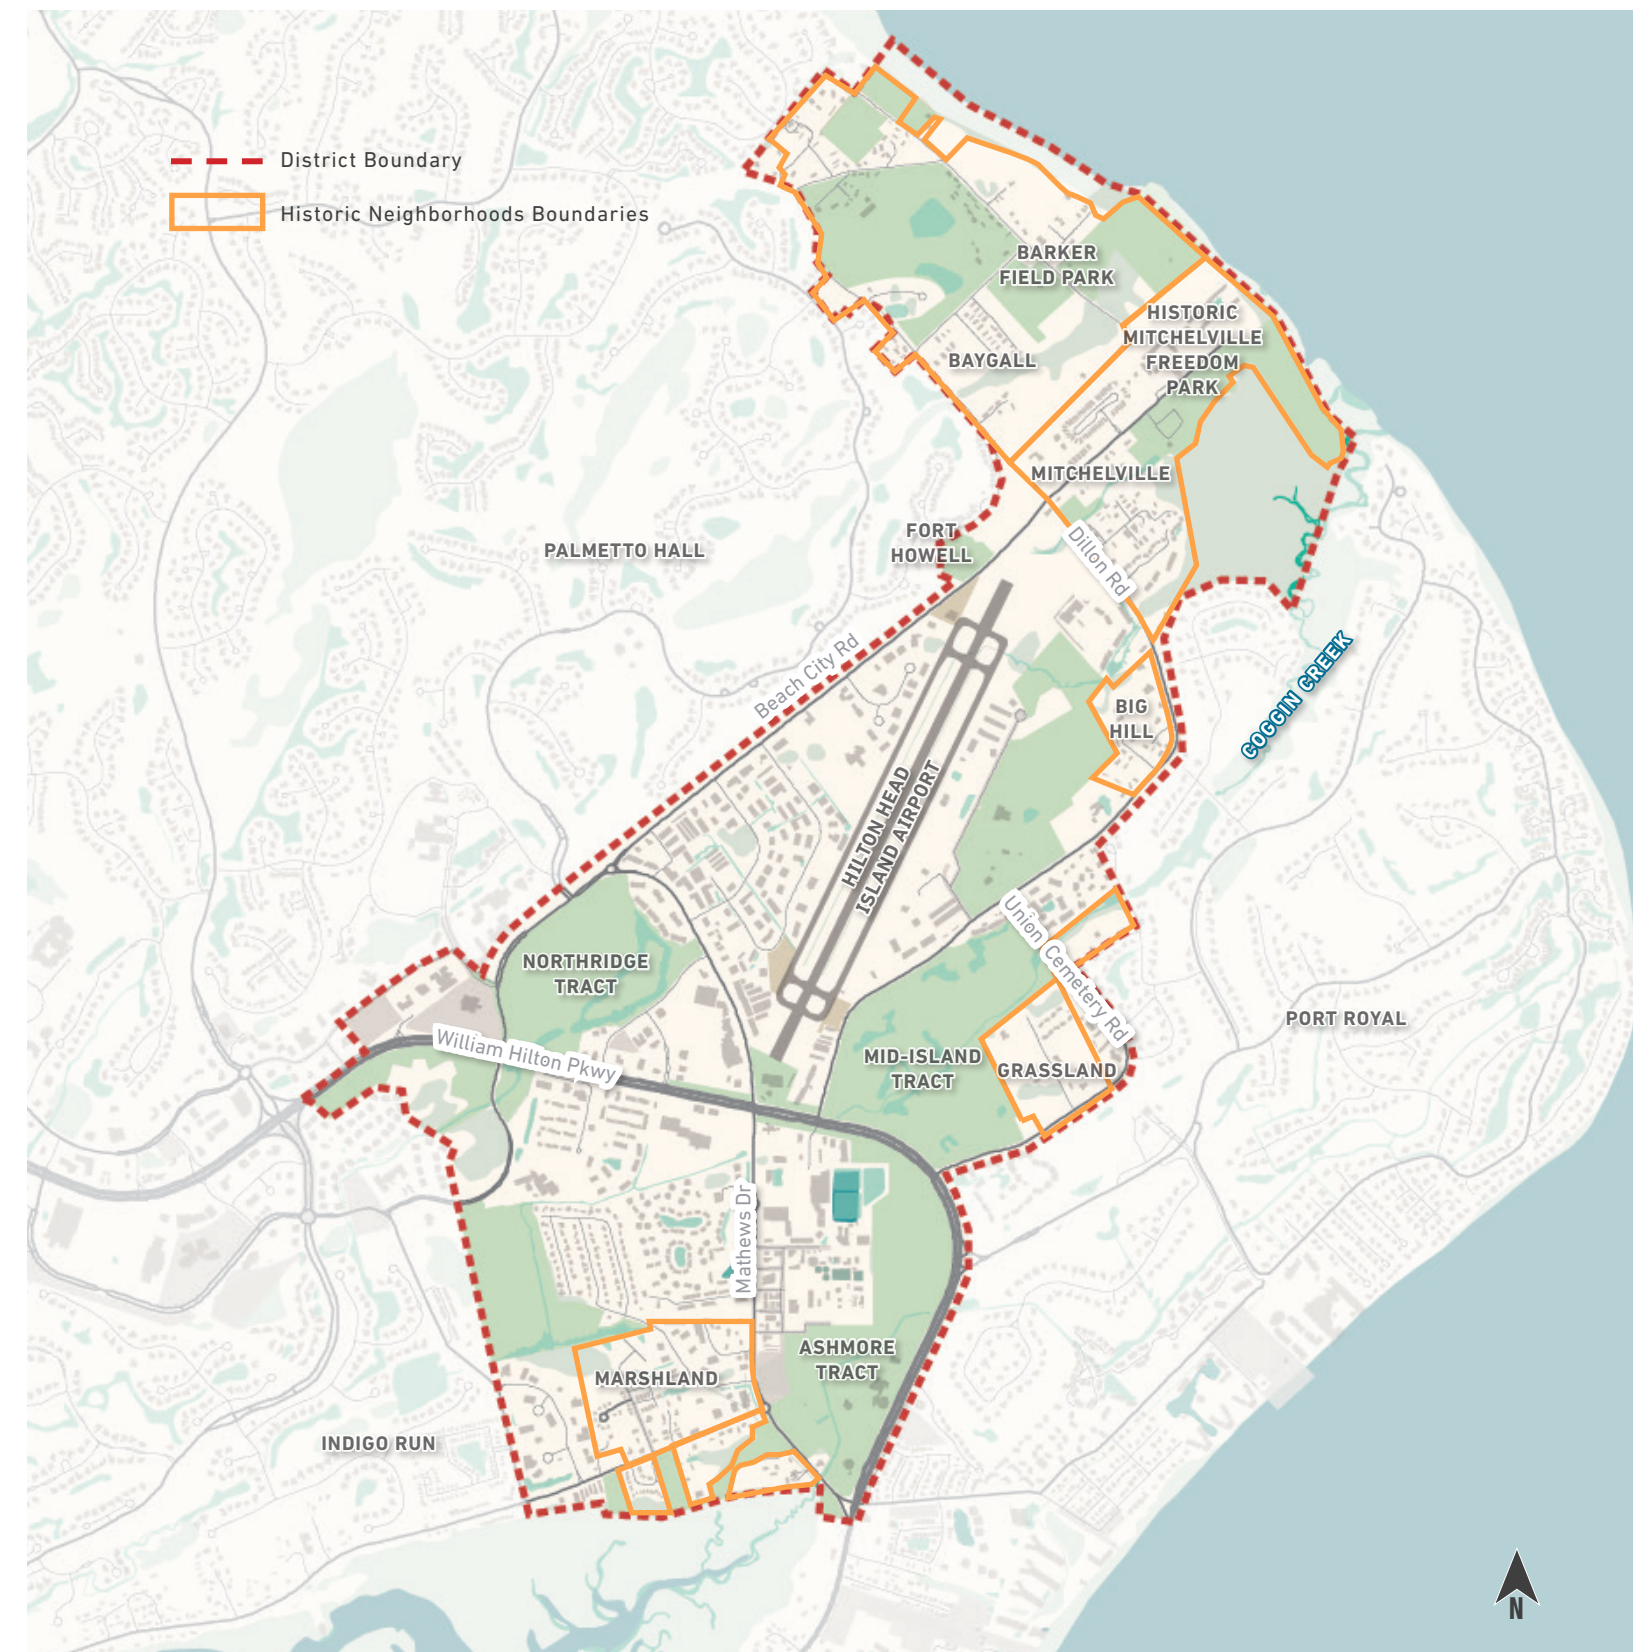 District Boundary
Historic Neighborhoods Boundaries
BARKER
FIELD PARK
HISTORIC
MITCHELVILLE
FREEDOM
PARK
BAYGALL
MITCHELVILLE
FORT
HOWELL
PALMETTO HALL
Dillon Rd
Beach City Rd
COGGIN CREEK
BIG
HILL
HILTON HEAD
ISLAND AIRPORT
Union Cemetery Rd
NORTHRIDGE
TRACT
PORT ROYAL
William Hilton Pkwy
MID-ISLAND
TRACT
GRASSLAND
Mathews Dr
ASHMORE
TRACT
MARSHLAND
INDIGO RUN
N